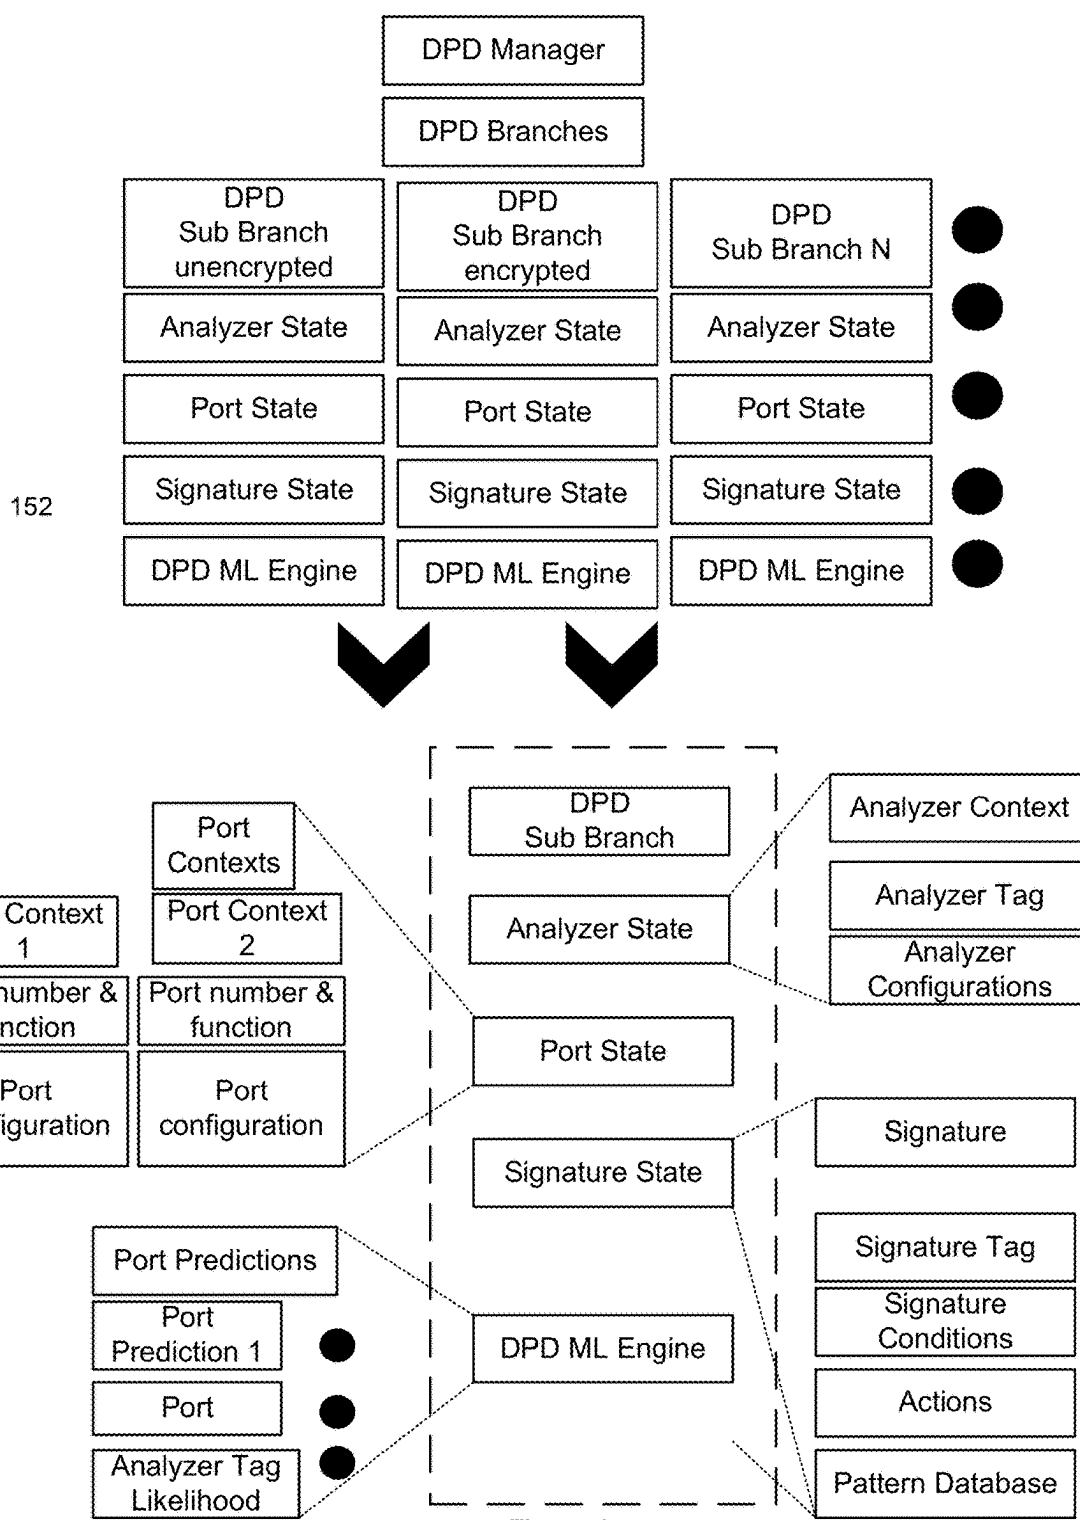 DPD Manager
DPD Branches
DPD
Sub Branch
unencrypted
DPD
Sub Branch
encrypted
DPD
Sub Branch N
Analyzer State
Analyzer State
Analyzer State
Port State
Port State
Port State
152
Signature State
Signature State
Signature State
DPD ML Engine
DPD ML Engine
DPD ML Engine
DPD
Sub Branch
Analyzer State
Port State
Signature State
DPD ML Engine
Port
Contexts
Context
1
Port Context
2
number &
Port number &
function
Port
Port
configuration
Port Predictions
Port
Prediction 1
Port
Analyzer Tag
Likelihood
Analyzer Context
Analyzer Tag
Analyzer
Configurations
Signature
Signature Tag
Signature
Conditions
Actions
Pattern Database